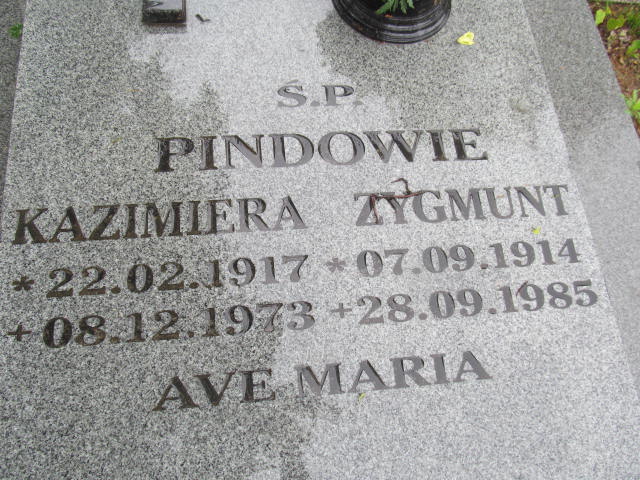 Ś.P.
PINDOWIE
KAZIMIERA ZYGMUNT
* 22.02.1917 * 07.09.1914
+ 08.12.1973 + 28.09.1985
AVE MARIA